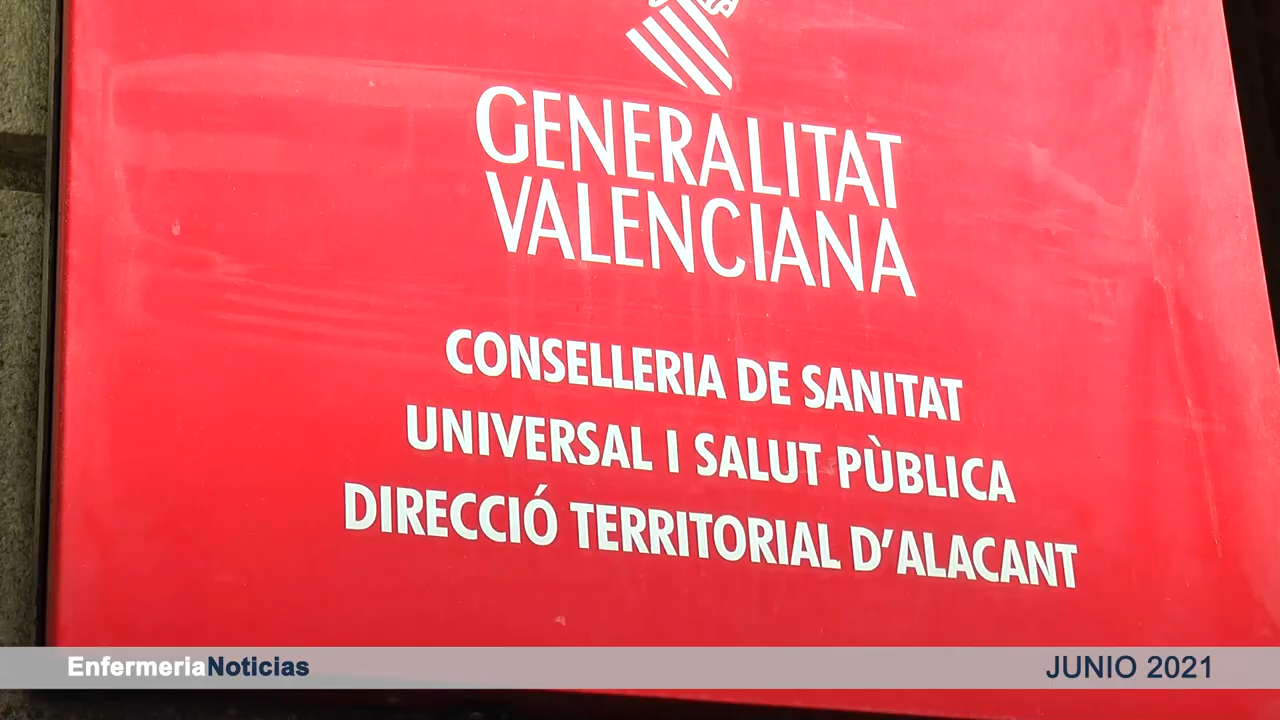 GENERALITAT
VALENCIANA
CONSELLERIA DE SANITAT
UNIVERSAL I SALUT PÙBLICA
DIRECCIÓ TERRITORIAL D'ALACANT
EnfermeriaNoticias
JUNIO 2021